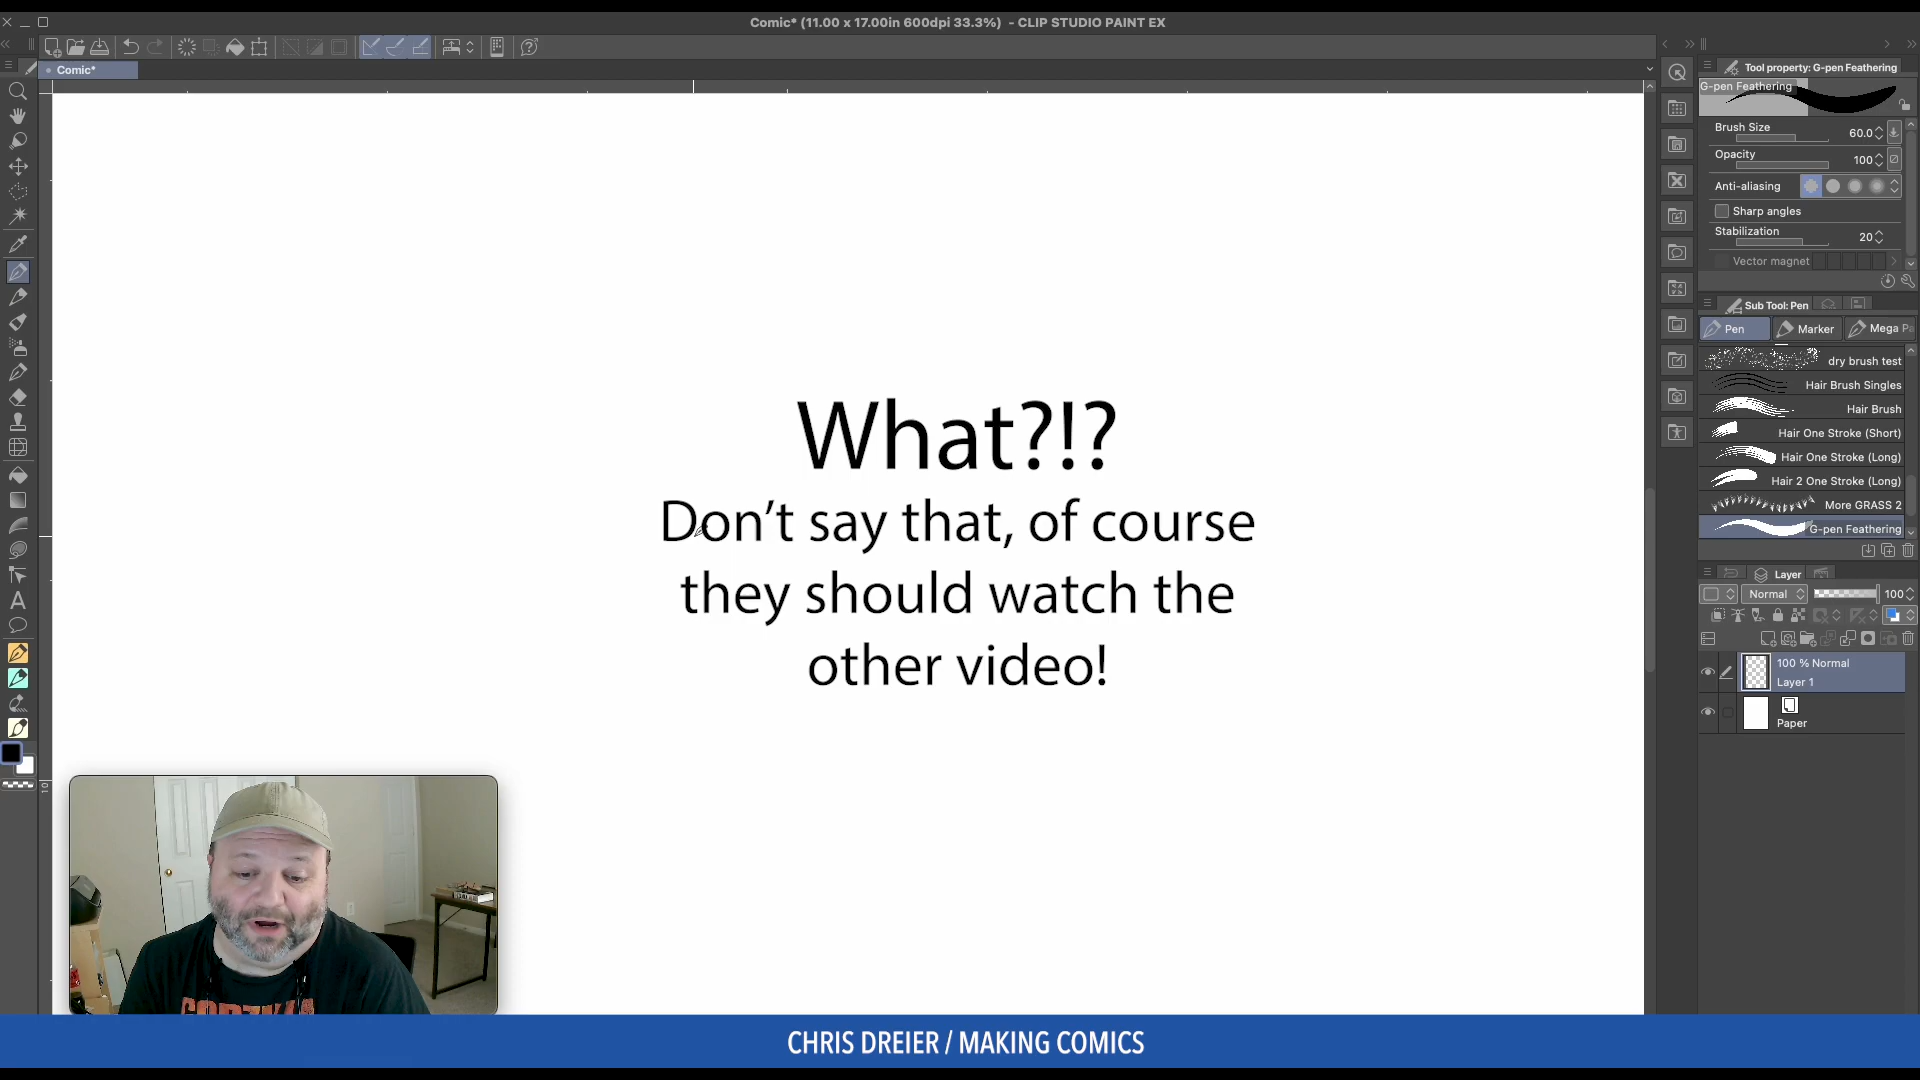 Comic* (11.00 x 17.00in 600dpi 33.3%) - CLIP STUDIO PAINT EX
Comic*
Tool property: G-pen Feathering
G-pen Feathering
Brush Size 60.0
Opacity 100
Anti-aliasing
Sharp angles
Stabilization 20
Vector magnet
Sub Tool: Pen
Pen Marker Mega
dry brush test
Hair Brush Singles
Hair Brush
Hair One Stroke (Short)
Hair One Stroke (Long)
Hair 2 One Stroke (Long)
More GRASS 2
G-pen Feathering
Layer
Normal 100
100 % Normal
Layer 1
Paper
What?!?
Don't say that, of course
they should watch the
other video!
CHRIS DREIER / MAKING COMICS